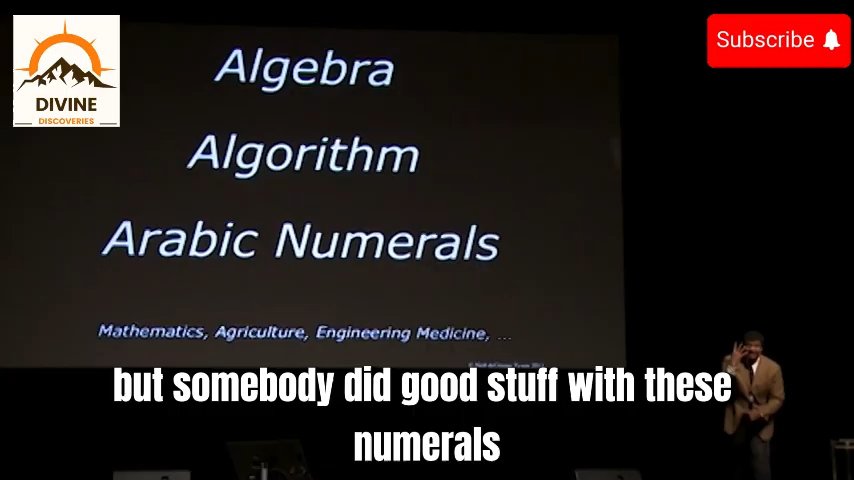 DIVINE
DISCOVERIES
Subscribe
Algebra
Algorithm
Arabic Numerals
Mathematics, Agriculture, Engineering Medicine, ...
but somebody did good stuff with these
numerals